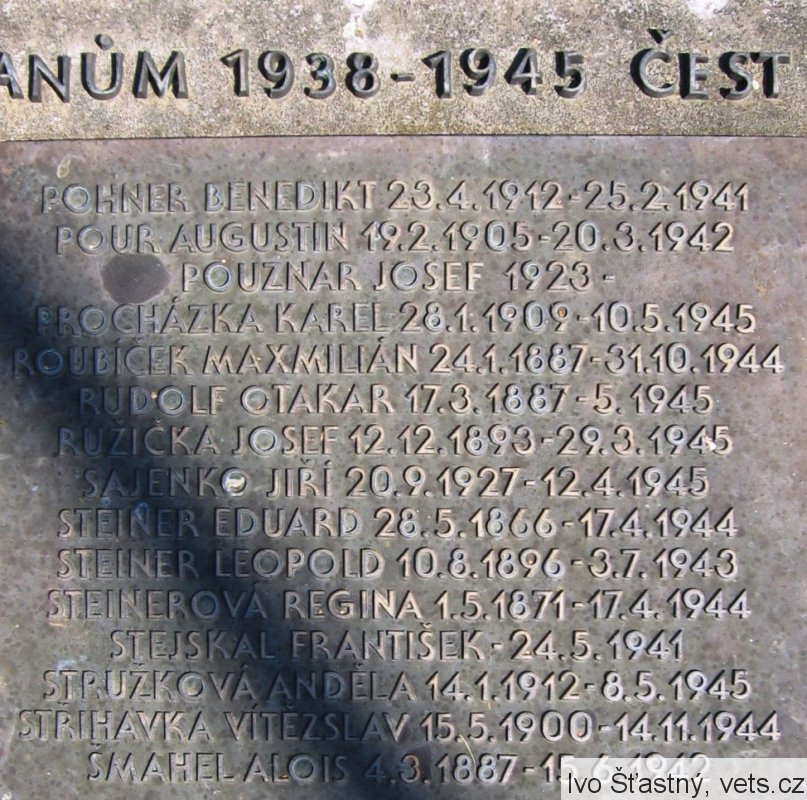 ANŮM 1938-1945 ČEST
POHNER BENEDIKT 23.4.1912-25.2.1941
POUR AUGUSTIN 19.2.1905-20.3.1942
POUZNAR JOSEF 1923-
PROCHÁZKA KAREL 28.1.1909-10.5.1945
ROUBÍČEK MAXMILIÁN 24.1.1887-31.10.1944
RUDOLF OTAKAR 17.3.1887-5.1945
RŮŽIČKA JOSEF 12.12.1893-29.3.1945
SAJENKO JIŘÍ 20.9.1927-12.4.1945
STEINER EDUARD 28.5.1866-17.4.1944
STEINER LEOPOLD 10.8.1896-3.7.1943
STEINEROVÁ REGINA 1.5.1871-17.4.1944
STEJSKAL FRANTIŠEK-24.5.1941
STRUŽKOVÁ ANDĚLA 14.1.1912-8.5.1945
STŘIHAVKA VÍTĚZSLAV 15.5.1900-14.11.1944
ŠMAHEL ALOIS 4.3.1887-15.6.1942
Ivo Šťastný, vets.cz